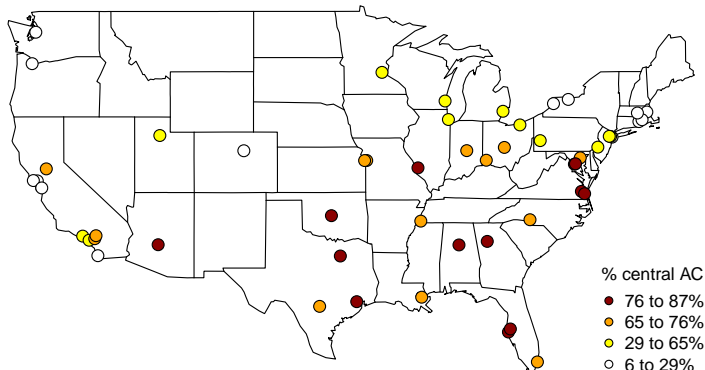 % central AC
76 to 87%
65 to 76%
29 to 65%
6 to 29%